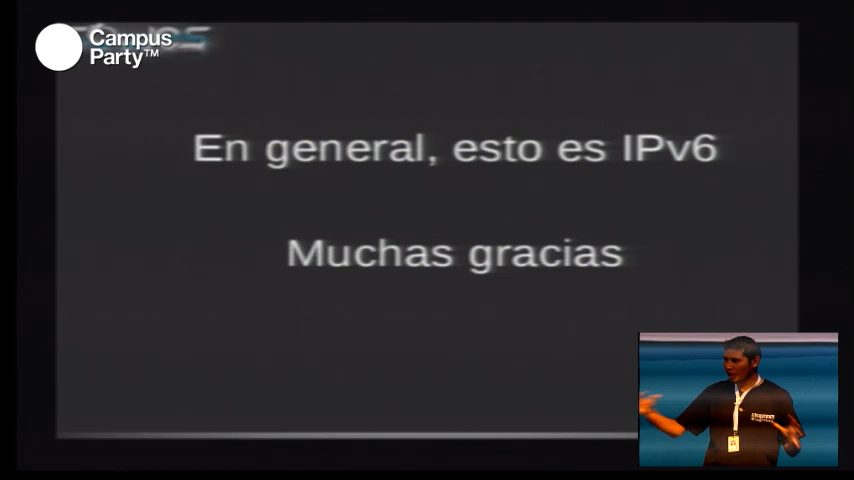 Campus
Party™
En general, esto es IPv6
Muchas gracias